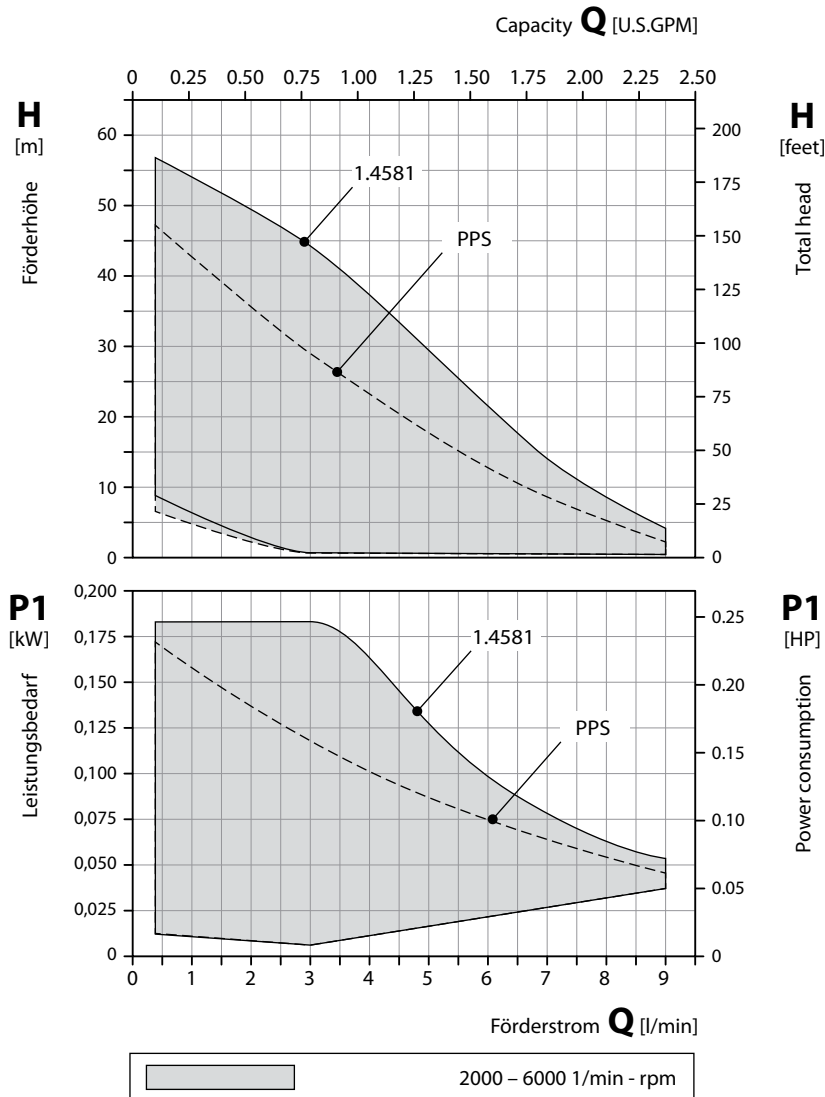 Capacity Q [U.S.GPM]
0 0.25 0.50 0.75 1.00 1.25 1.50 1.75 2.00 2.25 2.50
H
[m]
Förderhöhe
60
50
40
30
20
10
0
1.4581
PPS
H
[feet]
Total head
200
175
150
125
100
75
50
25
0
P1
[kW]
Leistungsbedarf
0,200
0,175
0,150
0,125
0,100
0,075
0,050
0,025
0
1.4581
PPS
P1
[HP]
Power consumption
0.25
0.20
0.15
0.10
0.05
0
0 1 2 3 4 5 6 7 8 9
Förderstrom Q [l/min]
2000 – 6000 1/min - rpm